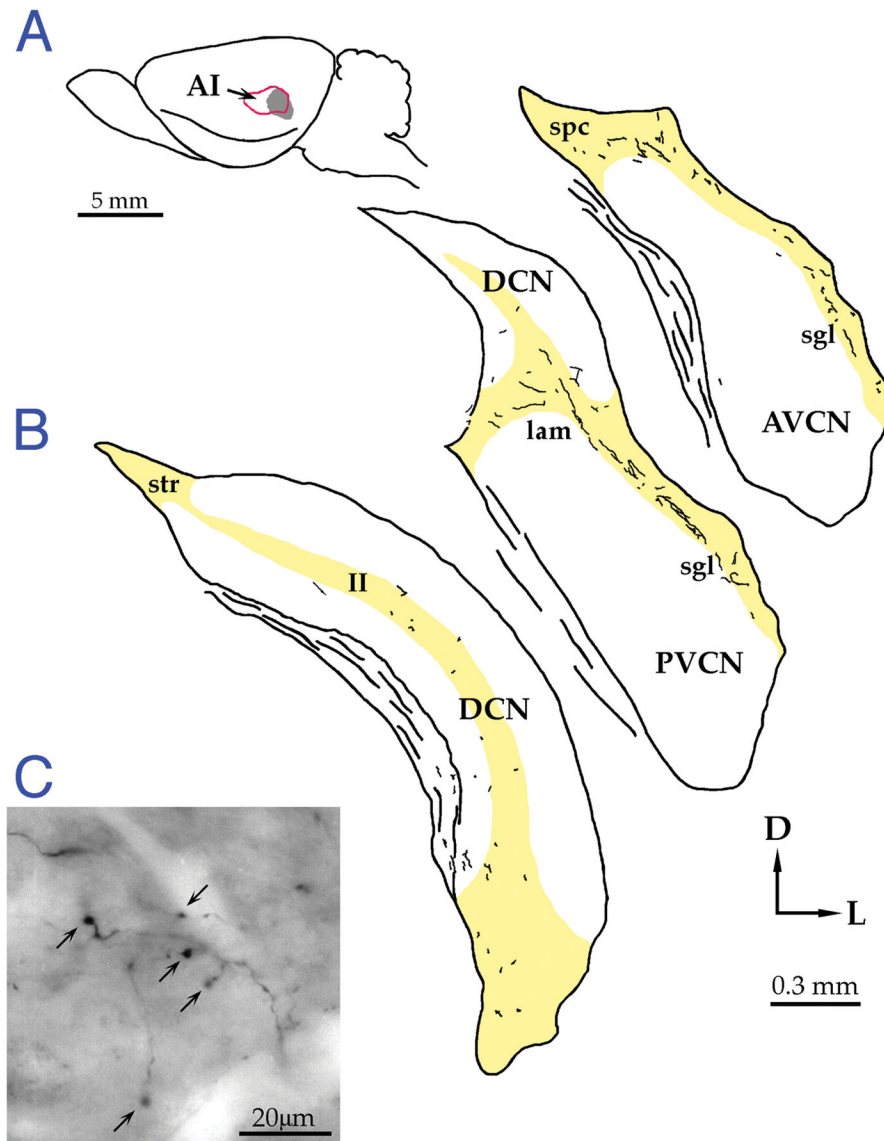 A
AI
5 mm
spc
sgl
AVCN
DCN
lam
sgl
PVCN
B
str
II
DCN
D
L
0.3 mm
C
20µm